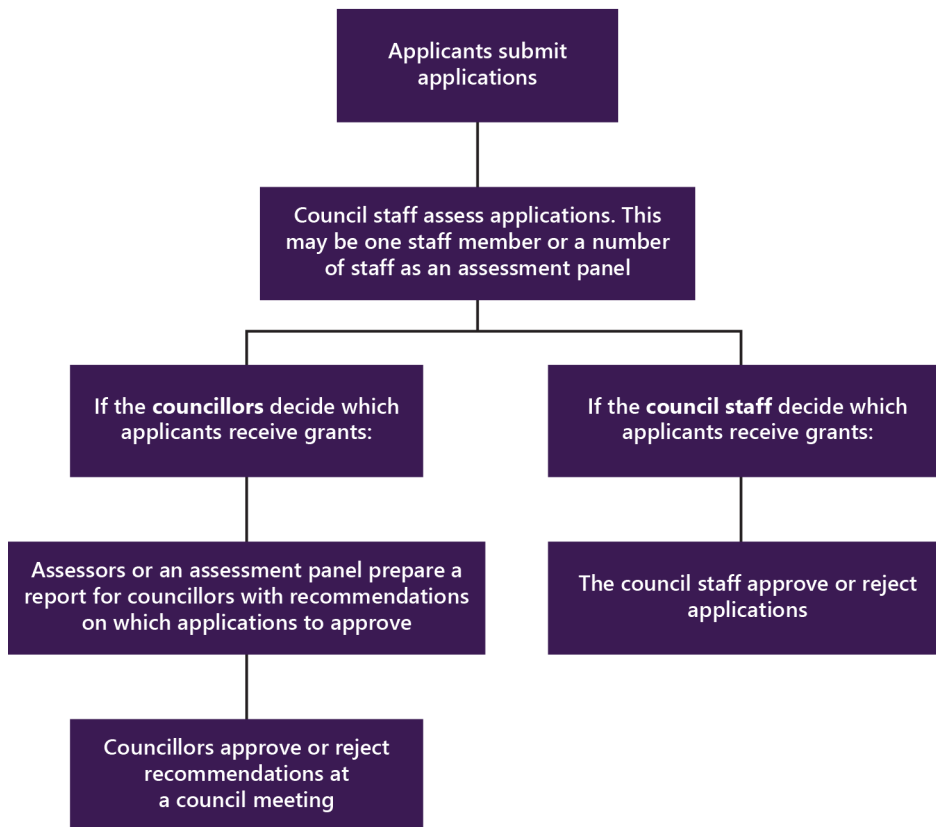 Applicants submit
applications
Council staff assess applications. This
may be one staff member or a number
of staff as an assessment panel
If the councillors decide which
applicants receive grants:
If the council staff decide which
applicants receive grants:
Assessors or an assessment panel prepare a
report for councillors with recommendations
on which applications to approve
The council staff approve or reject
applications
Councillors approve or reject
recommendations at
a council meeting